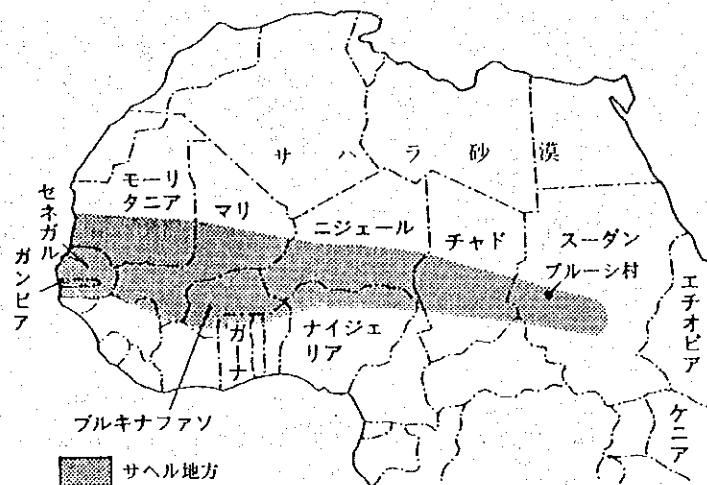 サハラ砂漠
モーリ
タニア
マリ
ニジェール
チャド
スーダン
ブルーシ村
セネガル
ガンビア
エチオピア
ガーナ
ナイジェ
リア
ケニア
ブルキナファソ
サヘル地方